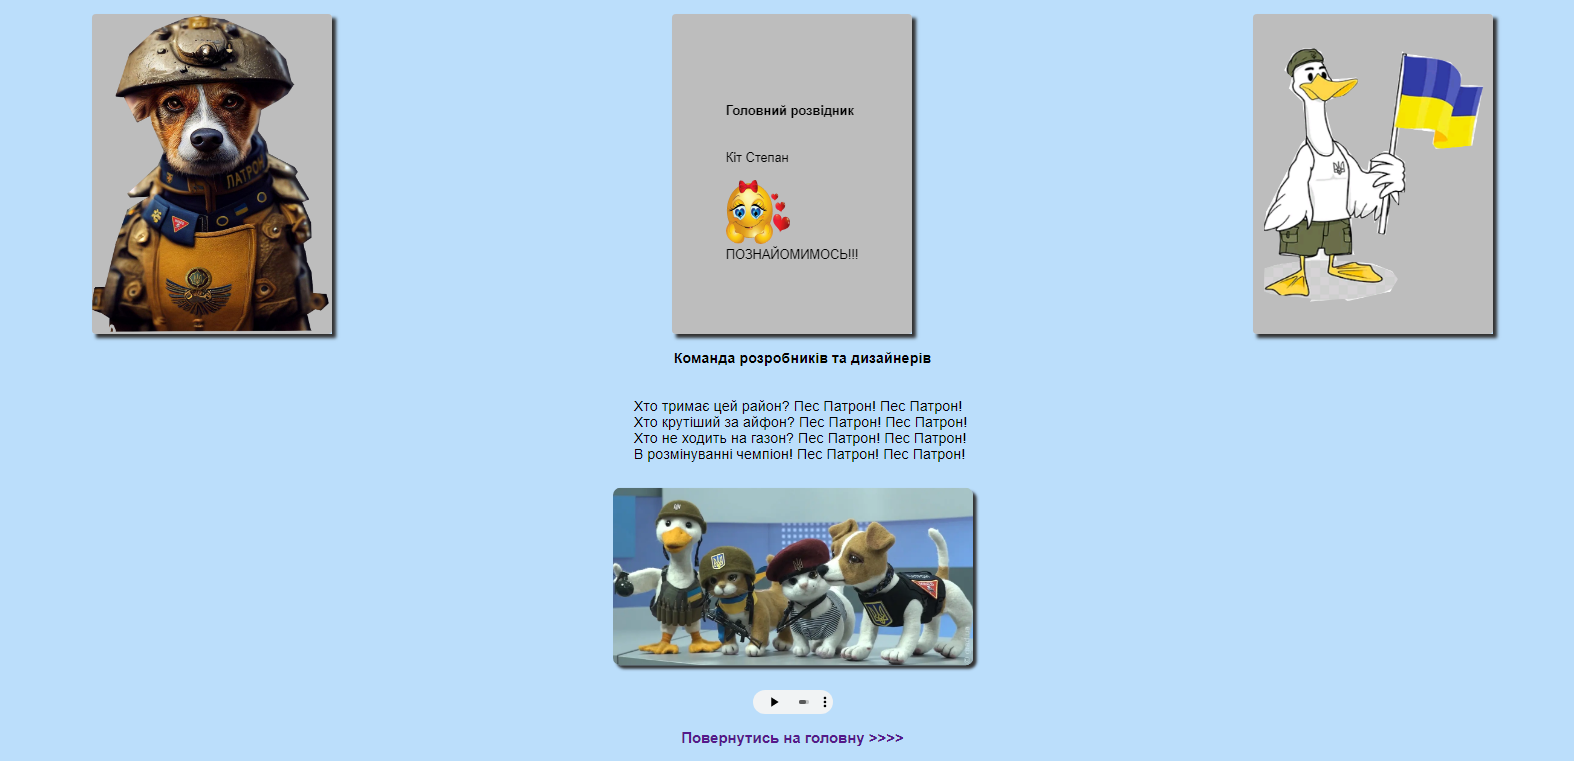 ПАТРОН
Головний розвідник
Кіт Степан
ПОЗНАЙОМИМОСЬ!!!
Команда розробників та дизайнерів
Хто тримає цей район? Пес Патрон! Пес Патрон!
Хто крутіший за айфон? Пес Патрон! Пес Патрон!
Хто не ходить на газон? Пес Патрон! Пес Патрон!
В розмінуванні чемпіон! Пес Патрон! Пес Патрон!
Повернутись на головну >>>>